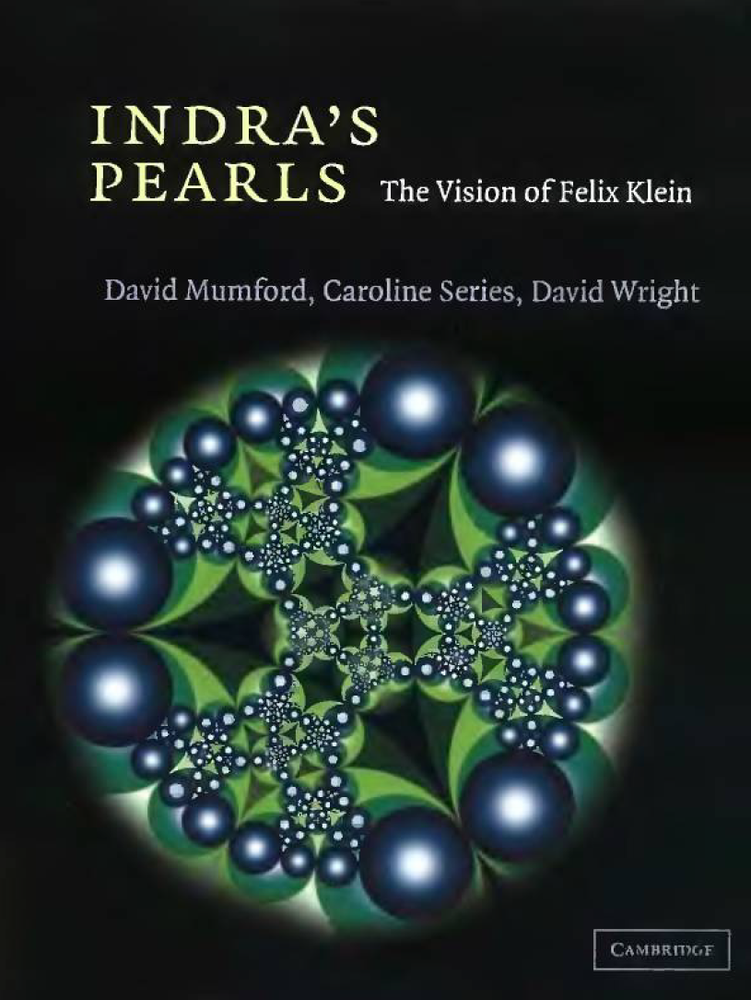 INDRA'S
PEARLS The Vision of Felix Klein
David Mumford, Caroline Series, David Wright
CAMBRIDGE